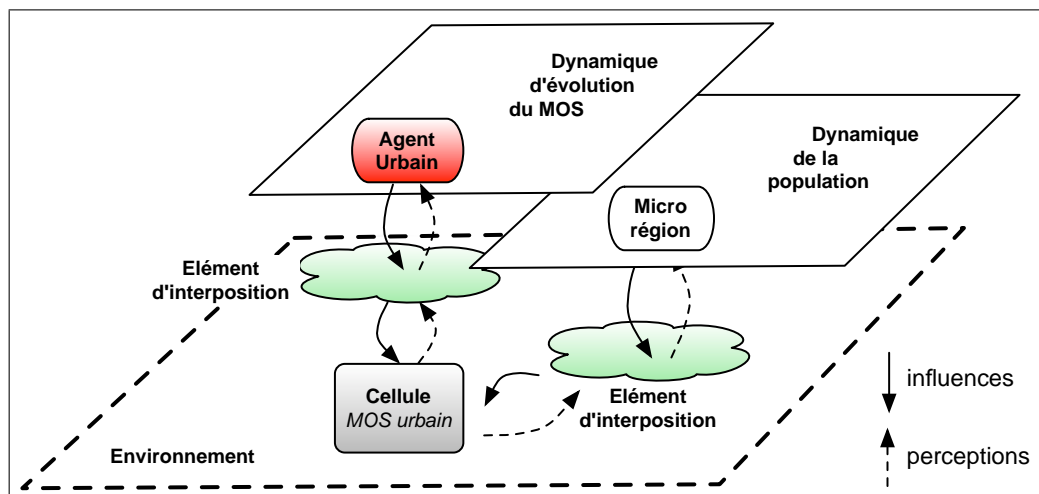 Dynamique
d'évolution
du MOS
Agent
Urbain
Dynamique
de la
population
Micro
région
Elément
d'interposition
Cellule
MOS urbain
Elément
d'interposition
Environnement
influences
perceptions